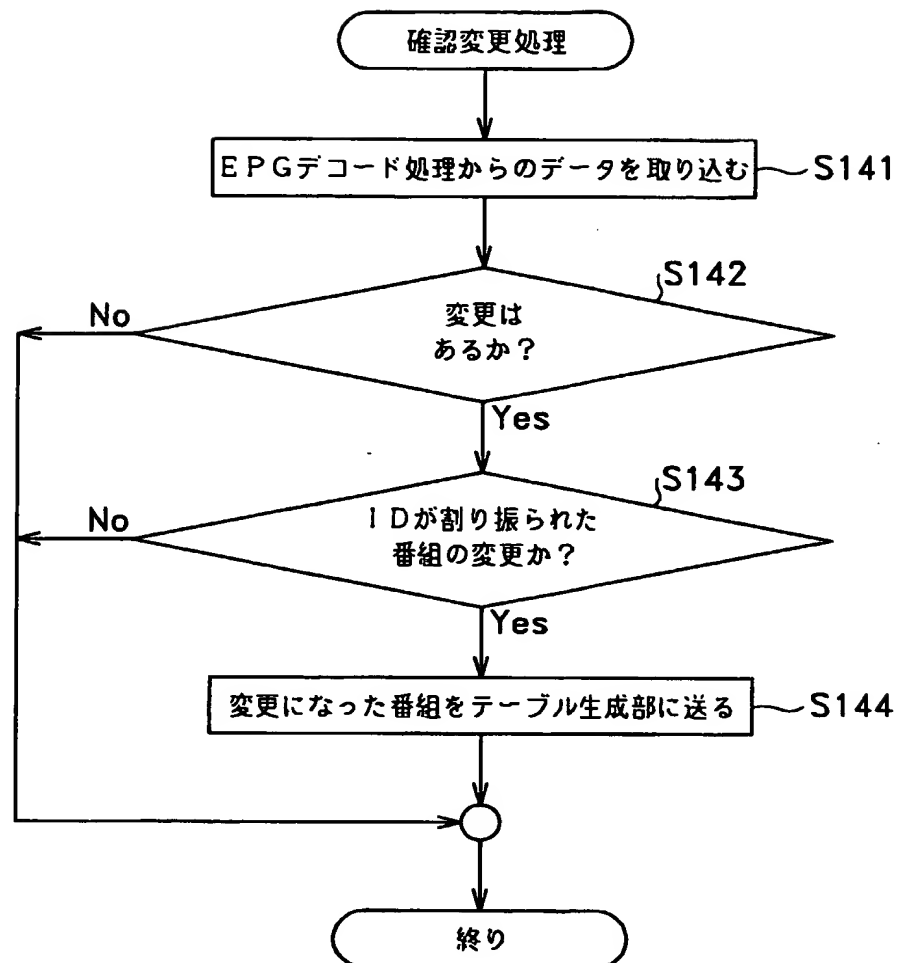 確認変更処理
EPGデコード処理からのデータを取り込む
S141
S142
変更は
あるか?
No
Yes
S143
IDが割り振られた
番組の変更か?
No
Yes
変更になった番組をテーブル生成部に送る
S144
終り